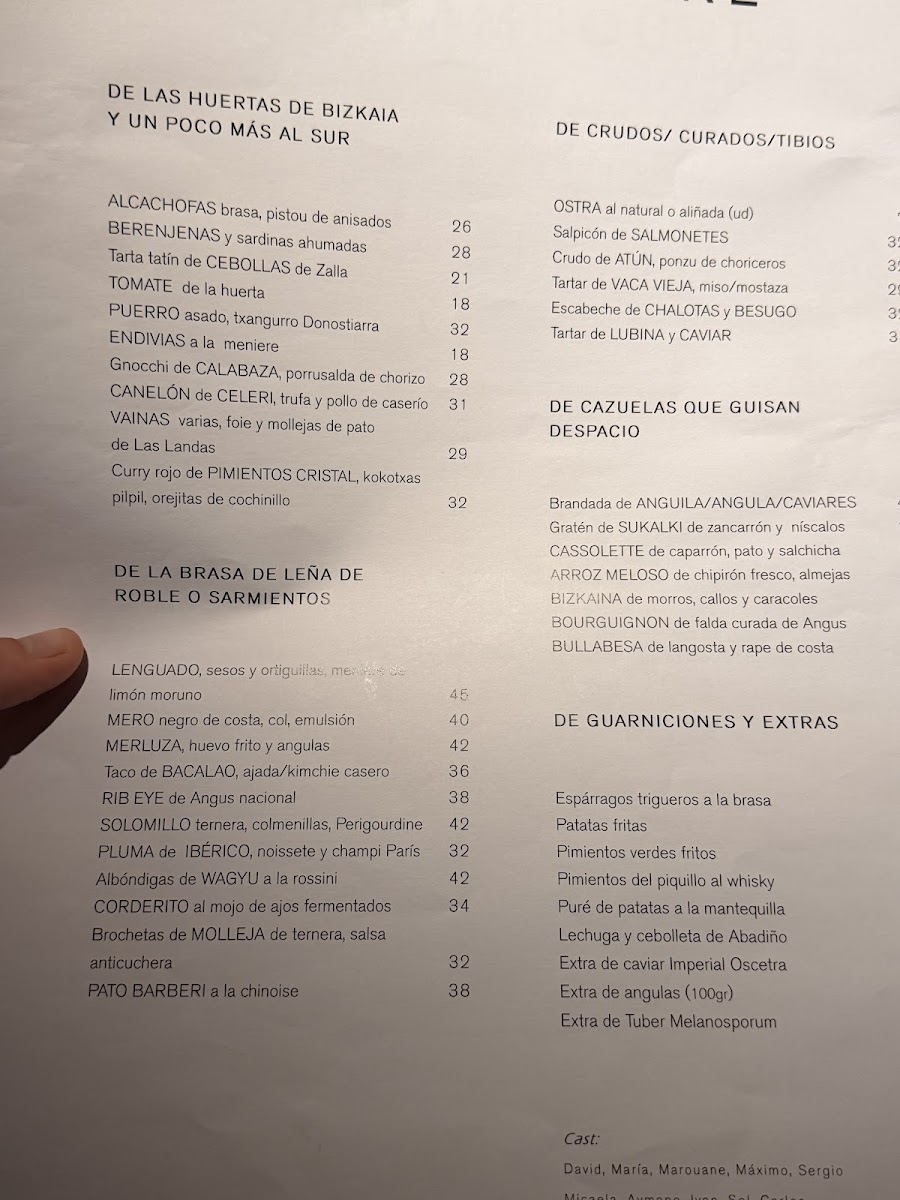 DE LAS HUERTAS DE BIZKAIA
Y UN POCO MÁS AL SUR
ALCACHOFAS brasa, pistou de anisados 26
BERENJENAS y sardinas ahumadas 28
Tarta tatín de CEBOLLAS de Zalla 21
TOMATE de la huerta 18
PUERRO asado, txangurro Donostiarra 32
ENDIVIAS a la meniere 18
Gnocchi de CALABAZA, porrusalda de chorizo 28
CANELÓN de CELERI, trufa y pollo de caserío 31
VAINAS varias, foie y mollejas de pato
de Las Landas 29
Curry rojo de PIMIENTOS CRISTAL, kokotxas
pilpil, orejitas de cochinillo 32
DE LA BRASA DE LEÑA DE
ROBLE O SARMIENTOS
LENGUADO, sesos y ortiguillas, de
limón moruno 45
MERO negro de costa, col, emulsión 40
MERLUZA, huevo frito y angulas 42
Taco de BACALAO, ajada/kimchie casero 36
RIB EYE de Angus nacional 38
SOLOMILLO ternera, colmenillas, Perigourdine 42
PLUMA de IBÉRICO, noissete y champi París 32
Albóndigas de WAGYU a la rossini 42
CORDERITO al mojo de ajos fermentados 34
Brochetas de MOLLEJA de ternera, salsa
anticuchera 32
PATO BARBERI a la chinoise 38
DE CRUDOS/ CURADOS/TIBIOS
OSTRA al natural o aliñada (ud)
Salpicón de SALMONETES
Crudo de ATÚN, ponzu de choriceros
Tartar de VACA VIEJA, miso/mostaza
Escabeche de CHALOTAS y BESUGO
Tartar de LUBINA y CAVIAR
DE CAZUELAS QUE GUISAN
DESPACIO
Brandada de ANGUILA/ANGULA/CAVIARES
Gratén de SUKALKI de zancarrón y níscalos
CASSOLETTE de caparrón, pato y salchicha
ARROZ MELOSO de chipirón fresco, almejas
BIZKAINA de morros, callos y caracoles
BOURGUIGNON de falda curada de Angus
BULLABESA de langosta y rape de costa
DE GUARNICIONES Y EXTRAS
Espárragos trigueros a la brasa
Patatas fritas
Pimientos verdes fritos
Pimientos del piquillo al whisky
Puré de patatas a la mantequilla
Lechuga y cebolleta de Abadiño
Extra de caviar Imperial Oscetra
Extra de angulas (100gr)
Extra de Tuber Melanosporum
Cast:
David, María, Marouane, Máximo, Sergio